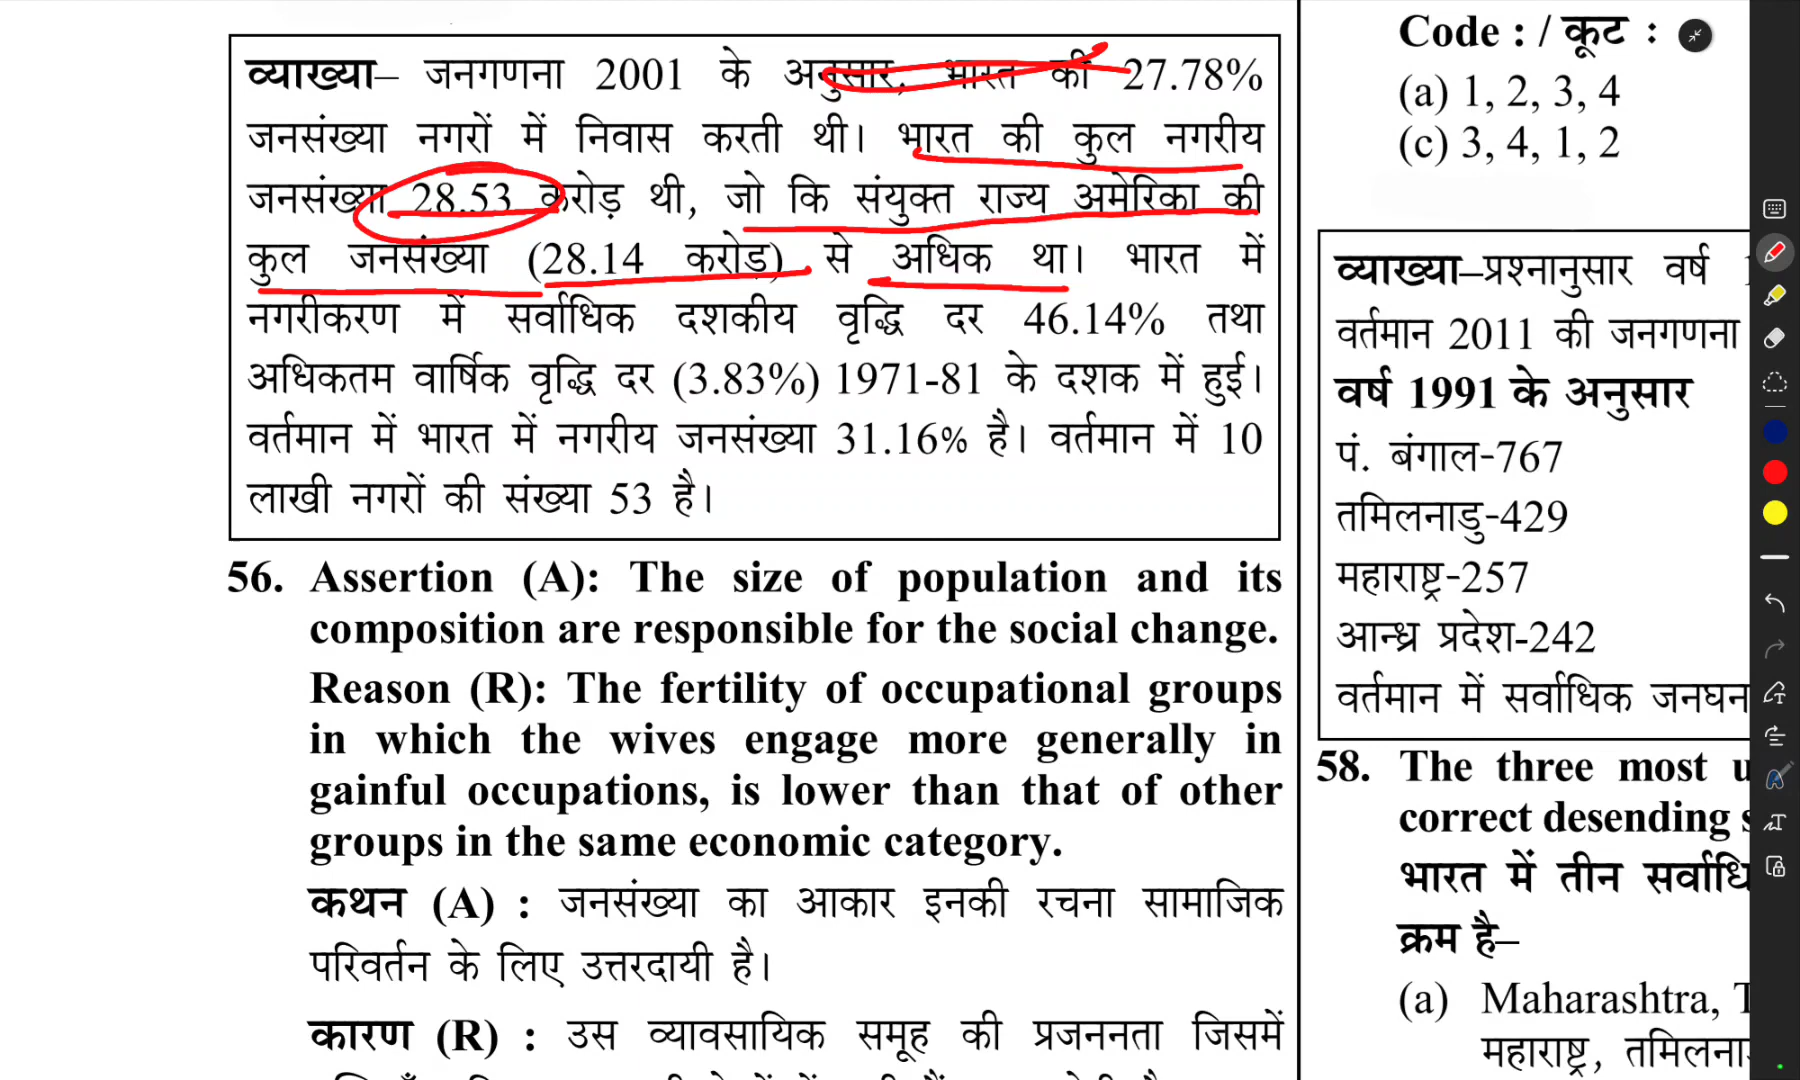 व्याख्या– जनगणना 2001 के अनुसार, भारत की 27.78%
जनसंख्या नगरों में निवास करती थी। भारत की कुल नगरीय
जनसंख्या 28.53 करोड़ थी, जो कि संयुक्त राज्य अमेरिका की
कुल जनसंख्या (28.14 करोड) से अधिक था। भारत में
नगरीकरण में सर्वाधिक दशकीय वृद्धि दर 46.14% तथा
अधिकतम वार्षिक वृद्धि दर (3.83%) 1971-81 के दशक में हुई।
वर्तमान में भारत में नगरीय जनसंख्या 31.16% है। वर्तमान में 10
लाखी नगरों की संख्या 53 है।
56. Assertion (A): The size of population and its
composition are responsible for the social change.
Reason (R): The fertility of occupational groups
in which the wives engage more generally in
gainful occupations, is lower than that of other
groups in the same economic category.
कथन (A) : जनसंख्या का आकार इनकी रचना सामाजिक
परिवर्तन के लिए उत्तरदायी है।
कारण (R) : उस व्यावसायिक समूह की प्रजननता जिसमें
Code : / कूट :
(a) 1, 2, 3, 4
(c) 3, 4, 1, 2
व्याख्या–प्रश्नानुसार वर्ष
वर्तमान 2011 की जनगणना
वर्ष 1991 के अनुसार
पं. बंगाल-767
तमिलनाडु-429
महाराष्ट्र-257
आन्ध्र प्रदेश-242
वर्तमान में सर्वाधिक जनघन
58. The three most u
correct desending s
भारत में तीन सर्वाधि
क्रम है–
(a) Maharashtra, T
महाराष्ट्र, तमिलना